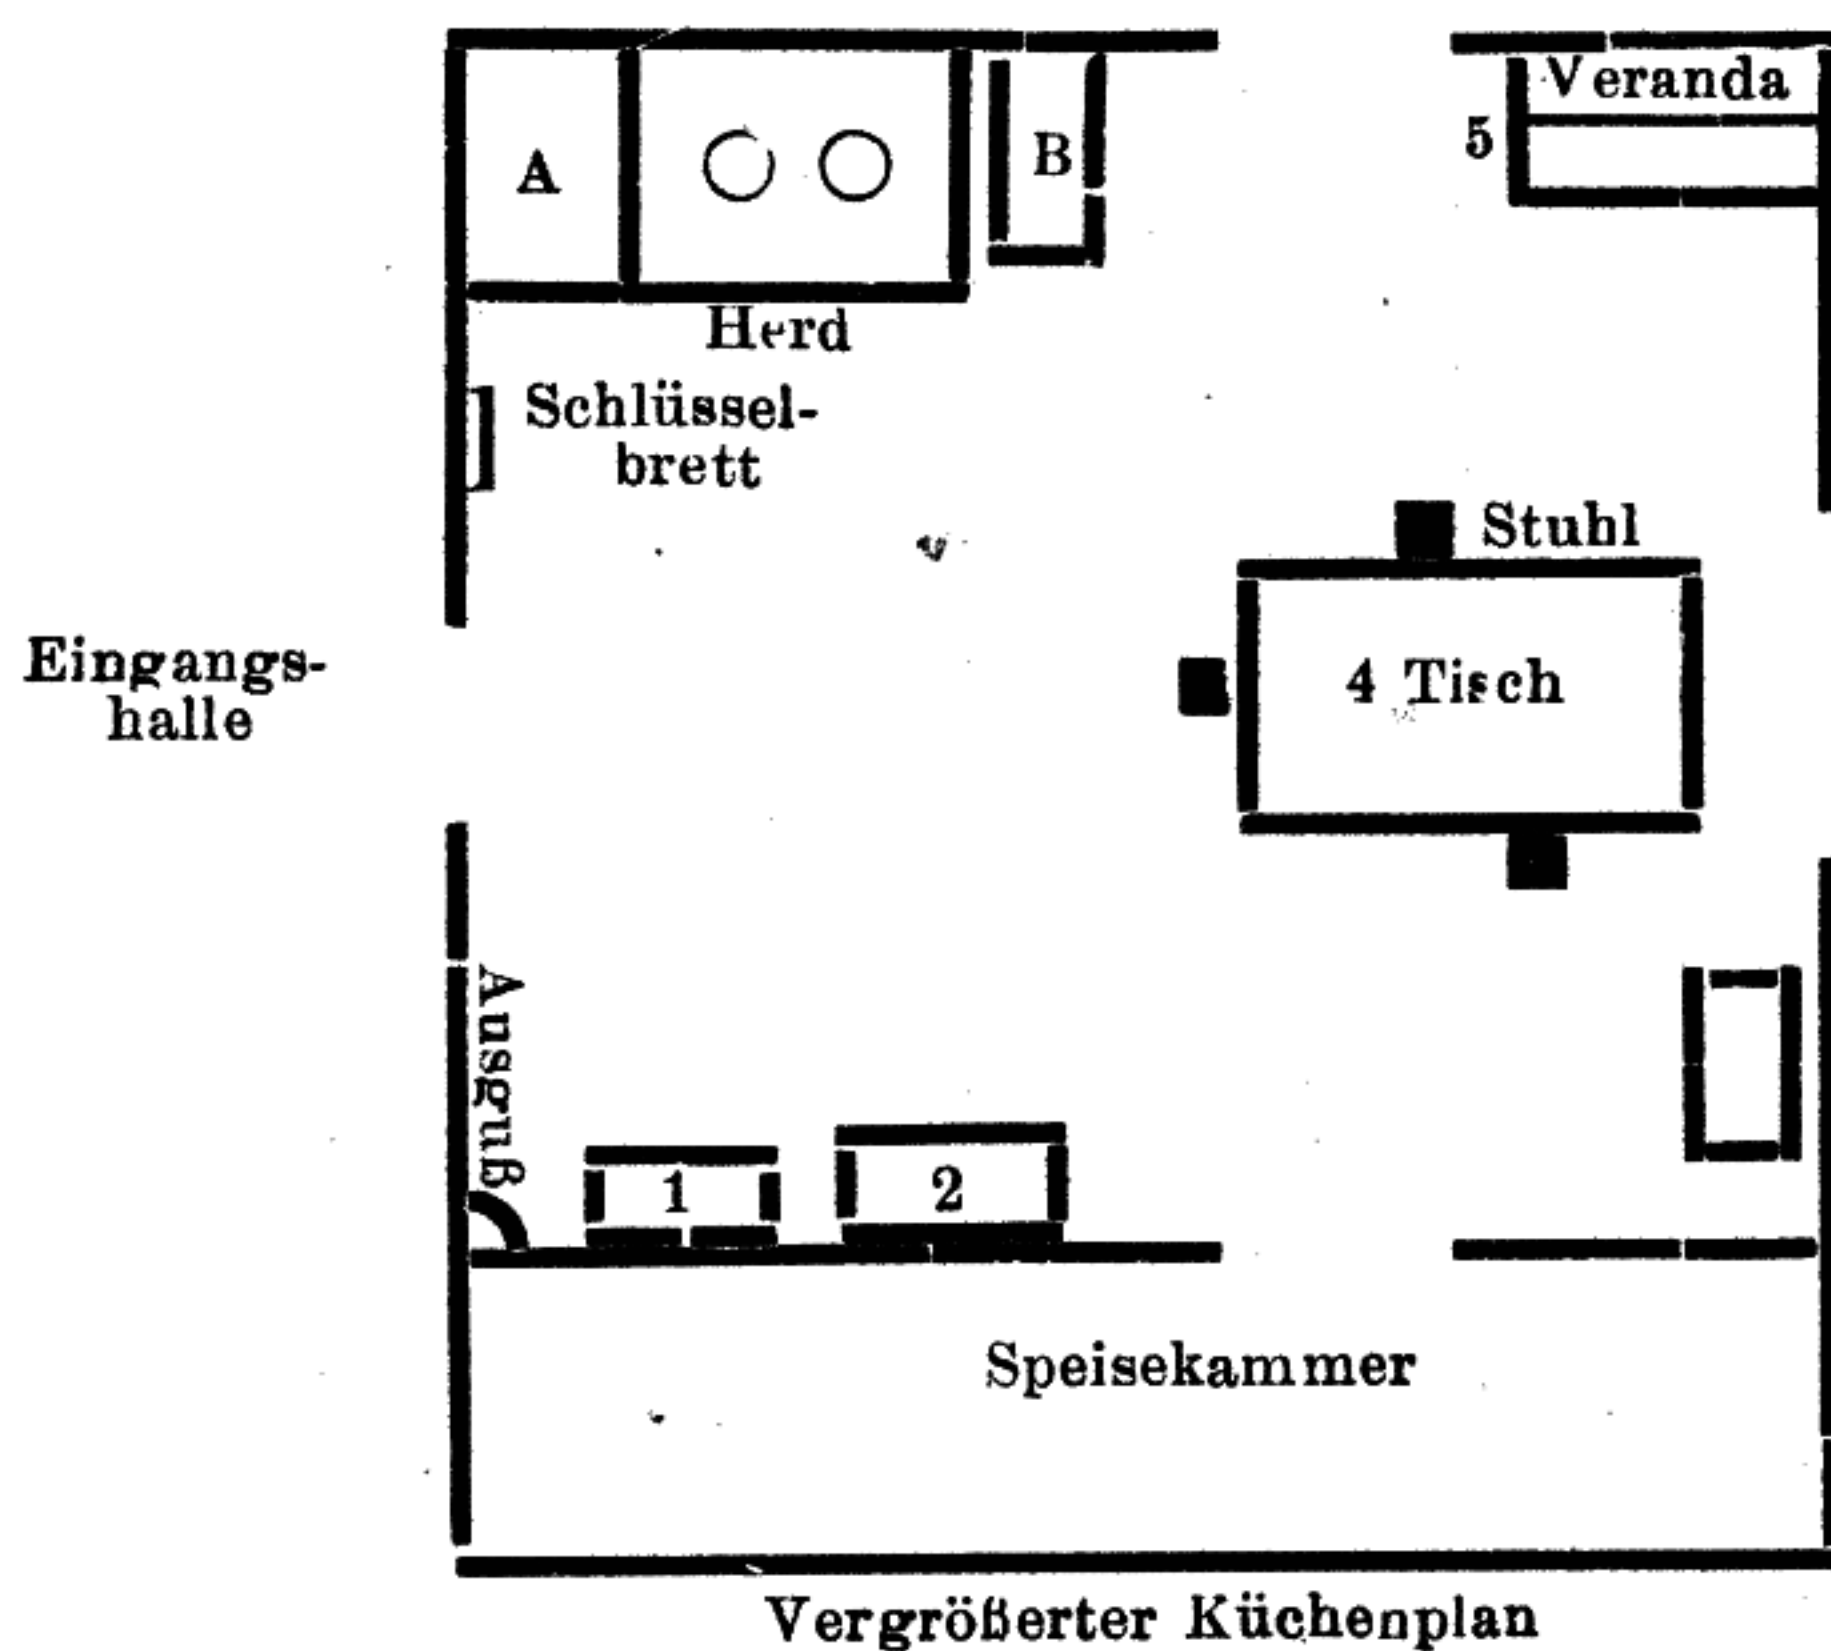 Veranda
5
A
B
Herd
Schlüssel-
brett
Stuhl
Eingangs-
halle
4 Tisch
Ausguß
1
2
Speisekammer
Vergrößerter Küchenplan